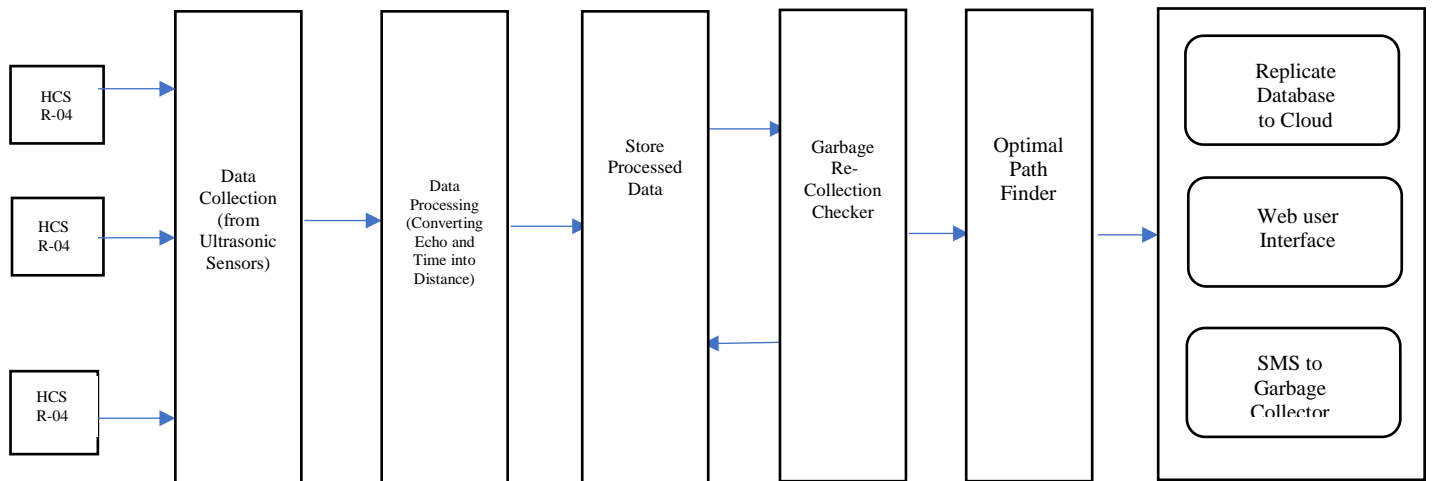 HCS
R-04
HCS
R-04
HCS
R-04
Data
Collection
(from
Ultrasonic
Sensors)
Data
Processing
(Converting
Echo and
Time into
Distance)
Store
Processed
Data
Garbage
Re-
Collection
Checker
Optimal
Path
Finder
Replicate
Database
to Cloud
Web user
Interface
SMS to
Garbage
Collector